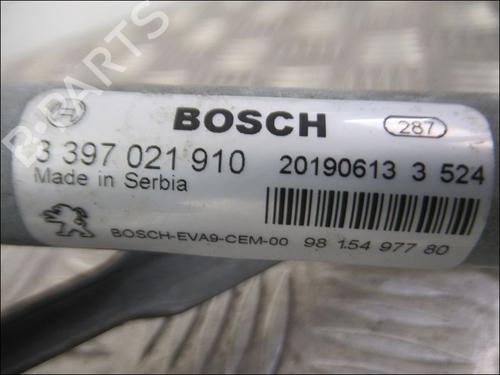 B-PARTS
BOSCH 287
3 397 021 910 20190613 3 524
Made in Serbia
BOSCH-EVA9-CEM-00 98 154 977 80